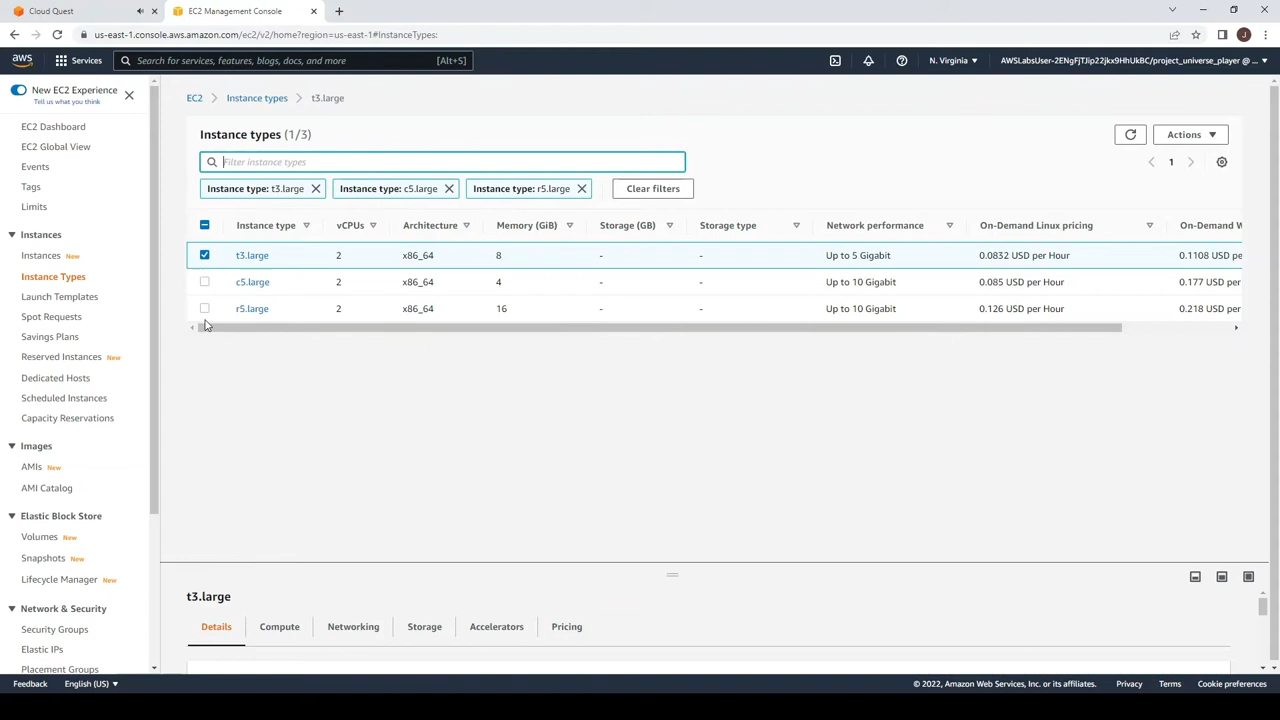 Cloud Quest
EC2 Management Console
us-east-1.console.aws.amazon.com/ec2/v2/home?region=us-east-1#InstanceTypes:
J
aws
Services
Search for services, features, blogs, docs, and more
[Alt+S]
N. Virginia
AWSLabsUser-2ENgFjTJip22jkx9HhUkBC/project_universe_player @ ...
New EC2 Experience
Tell us what you think
EC2 Dashboard
EC2 Global View
Events
Tags
Limits
Instances
Instances New
Instance Types
Launch Templates
Spot Requests
Savings Plans
Reserved Instances New
Dedicated Hosts
Scheduled Instances
Capacity Reservations
Images
AMIs New
AMI Catalog
Elastic Block Store
Volumes New
Snapshots New
Lifecycle Manager New
Network & Security
Security Groups
Elastic IPs
Placement Groups
EC2 Instance types t3.large
Instance types (1/3)
Actions
Filter instance types
1
Instance type: t3.large Instance type: c5.large Instance type: r5.large Clear filters
Instance type vCPUs Architecture Memory (GiB) Storage (GB) Storage type Network performance On-Demand Linux pricing On-Demand W
t3.large 2 x86_64 8 - - Up to 5 Gigabit 0.0832 USD per Hour 0.1108 USD pe
c5.large 2 x86_64 4 - - Up to 10 Gigabit 0.085 USD per Hour 0.177 USD per
r5.large 2 x86_64 16 - - Up to 10 Gigabit 0.126 USD per Hour 0.218 USD per
t3.large
Details Compute Networking Storage Accelerators Pricing
Feedback English (US) © 2022, Amazon Web Services, Inc. or its affiliates. Privacy Terms Cookie preferences